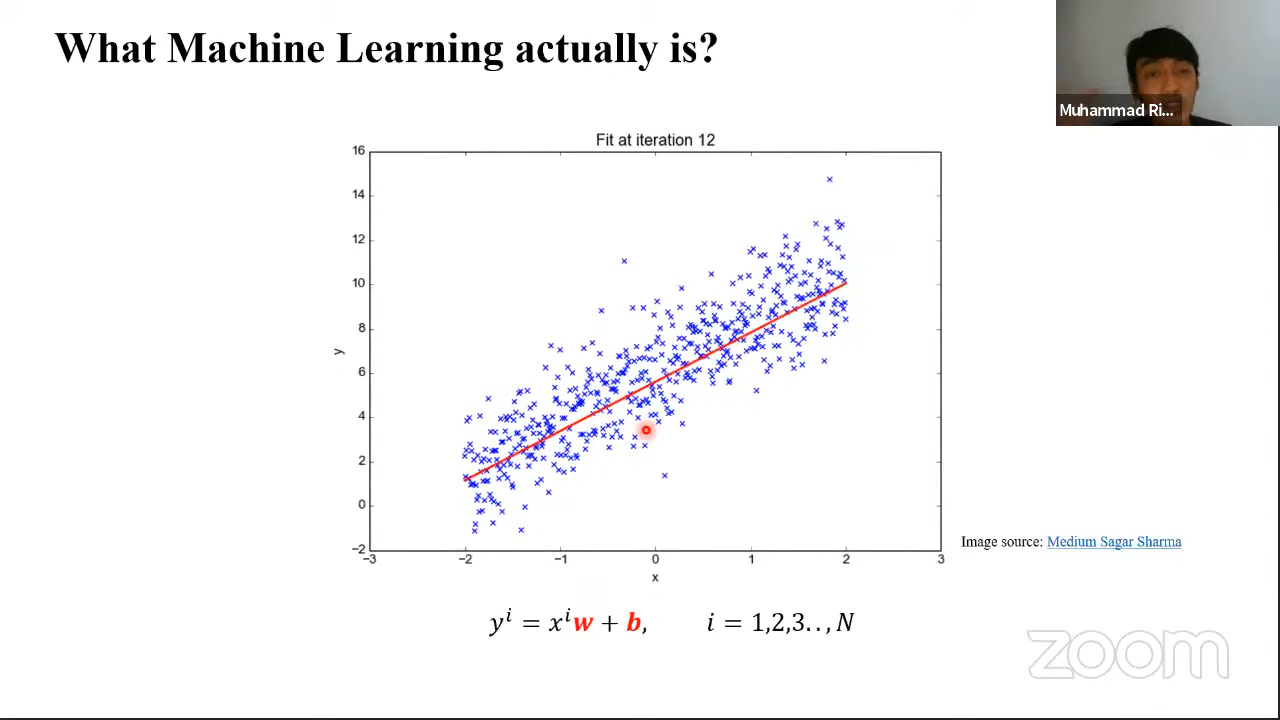 What Machine Learning actually is?
Muhammad Ri...
Fit at iteration 12
16
14
12
10
8
6
4
2
0
−2
y
−3 −2 −1 0 1 2 3
x
Image source: Medium Sagar Sharma
yⁱ = xⁱw + b, i = 1,2,3..,N
zoom